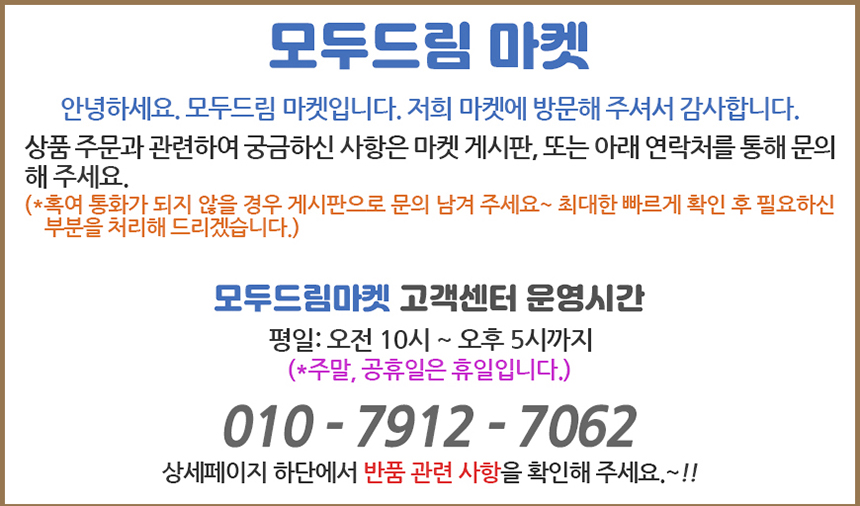 모두드림 마켓
안녕하세요. 모두드림 마켓입니다. 저희 마켓에 방문해 주셔서 감사합니다.
상품 주문과 관련하여 궁금하신 사항은 마켓 게시판, 또는 아래 연락처를 통해 문의
해 주세요.
(*혹여 통화가 되지 않을 경우 게시판으로 문의 남겨 주세요~ 최대한 빠르게 확인 후 필요하신
부분을 처리해 드리겠습니다.)
모두드림마켓 고객센터 운영시간
평일: 오전 10시 ~ 오후 5시까지
(*주말, 공휴일은 휴일입니다.)
010 - 7912 - 7062
상세페이지 하단에서 반품 관련 사항을 확인해 주세요.~!!